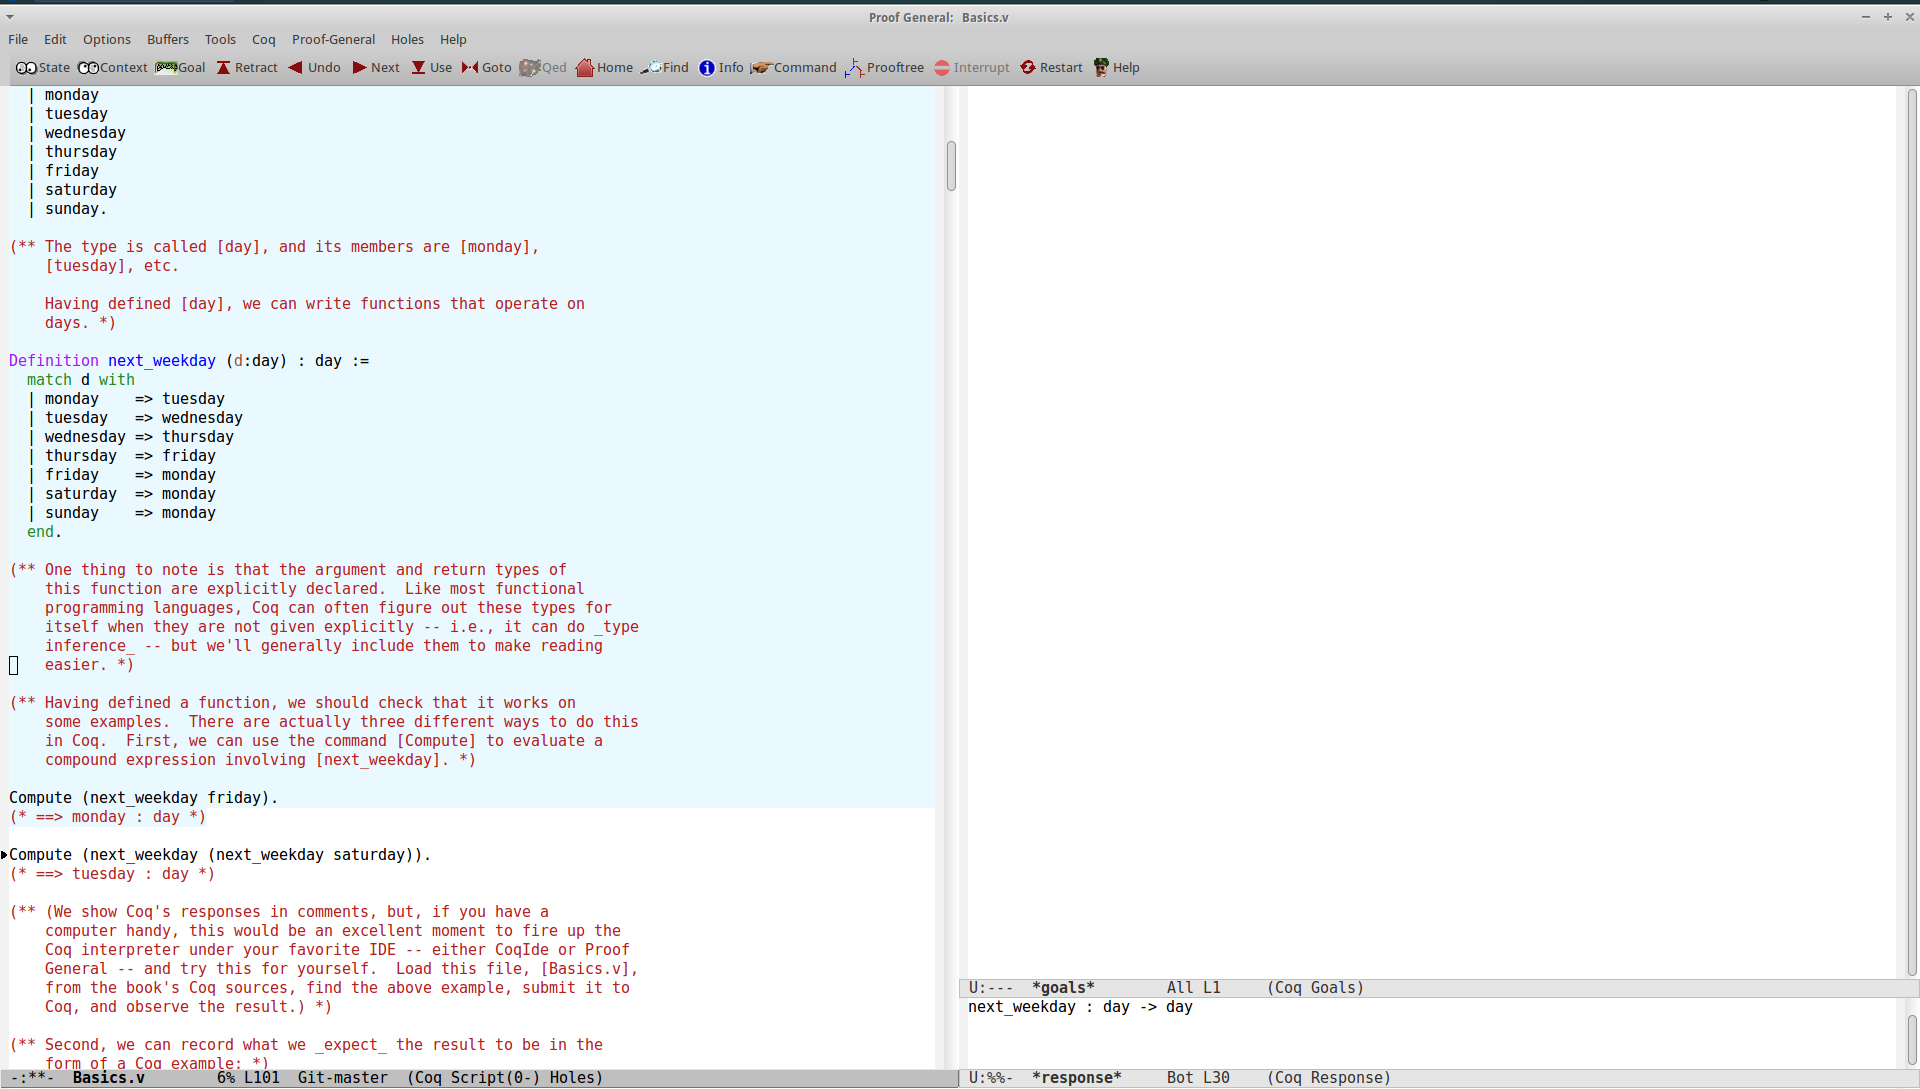 Proof General:  Basics.v
File Edit Options Buffers Tools Coq Proof-General Holes Help
State Context Goal Retract Undo Next Use Goto Qed Home Find Info Command Prooftree Interrupt Restart Help
  | monday
  | tuesday
  | wednesday
  | thursday
  | friday
  | saturday
  | sunday.
(** The type is called [day], and its members are [monday],
    [tuesday], etc.
    Having defined [day], we can write functions that operate on
    days. *)
Definition next_weekday (d:day) : day :=
  match d with
  | monday    => tuesday
  | tuesday   => wednesday
  | wednesday => thursday
  | thursday  => friday
  | friday    => monday
  | saturday  => monday
  | sunday    => monday
  end.
(** One thing to note is that the argument and return types of
    this function are explicitly declared.  Like most functional
    programming languages, Coq can often figure out these types for
    itself when they are not given explicitly -- i.e., it can do _type
    inference_ -- but we'll generally include them to make reading
    easier. *)
(** Having defined a function, we should check that it works on
    some examples.  There are actually three different ways to do this
    in Coq.  First, we can use the command [Compute] to evaluate a
    compound expression involving [next_weekday]. *)
Compute (next_weekday friday).
(* ==> monday : day *)
Compute (next_weekday (next_weekday saturday)).
(* ==> tuesday : day *)
(** (We show Coq's responses in comments, but, if you have a
    computer handy, this would be an excellent moment to fire up the
    Coq interpreter under your favorite IDE -- either CoqIde or Proof
    General -- and try this for yourself.  Load this file, [Basics.v],
    from the book's Coq sources, find the above example, submit it to
    Coq, and observe the result.) *)
(** Second, we can record what we _expect_ the result to be in the
    form of a Coq example: *)
-:**-  Basics.v        6% L101  Git-master  (Coq Script(0-) Holes)
U:---  *goals*        All L1     (Coq Goals)
next_weekday : day -> day
U:%%-  *response*     Bot L30    (Coq Response)